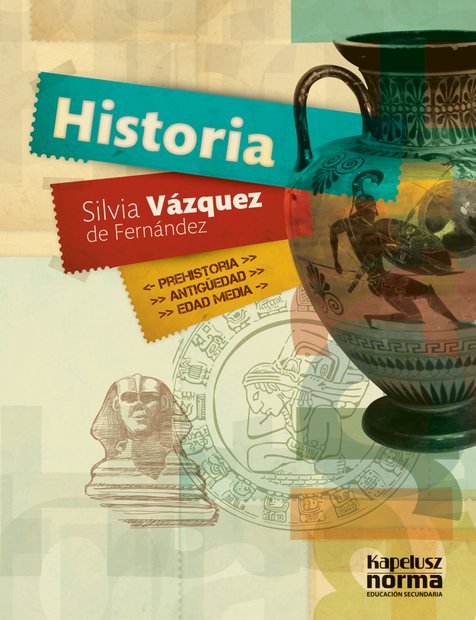 Historia
Silvia Vázquez
de Fernández
<- PREHISTORIA >>
>> ANTIGÜEDAD >>
>> EDAD MEDIA ->
Kapelusz
norma
EDUCACIÓN SECUNDARIA